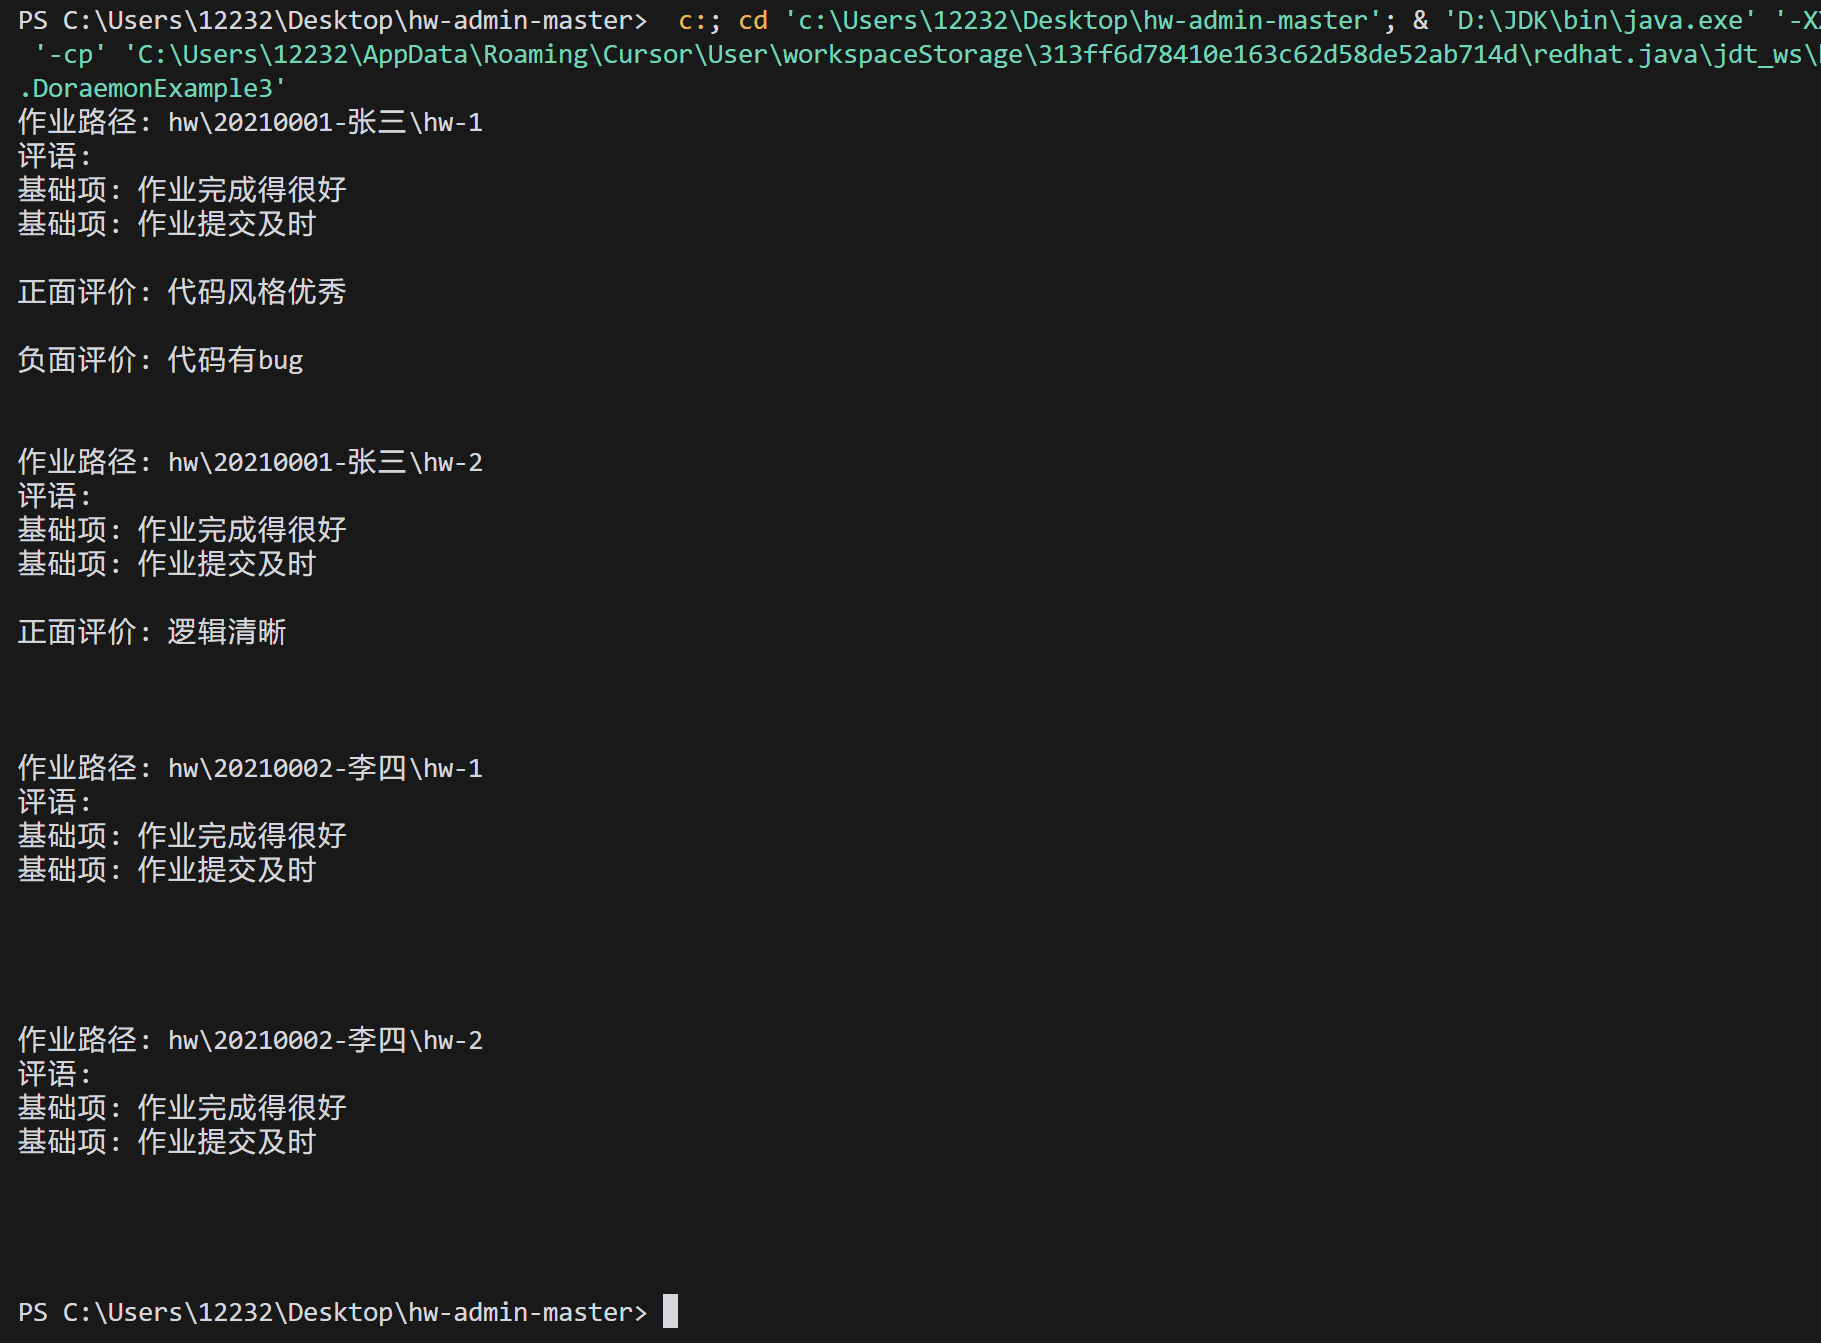 PS C:\Users\12232\Desktop\hw-admin-master>  c:; cd 'c:\Users\12232\Desktop\hw-admin-master'; & 'D:\JDK\bin\java.exe' '-XX
 '-cp' 'C:\Users\12232\AppData\Roaming\Cursor\User\workspaceStorage\313ff6d78410e163c62d58de52ab714d\redhat.java\jdt_ws\
.DoraemonExample3'
作业路径: hw\20210001-张三\hw-1
评语:
基础项: 作业完成得很好
基础项: 作业提交及时
正面评价: 代码风格优秀
负面评价: 代码有bug
作业路径: hw\20210001-张三\hw-2
评语:
基础项: 作业完成得很好
基础项: 作业提交及时
正面评价: 逻辑清晰
作业路径: hw\20210002-李四\hw-1
评语:
基础项: 作业完成得很好
基础项: 作业提交及时
作业路径: hw\20210002-李四\hw-2
评语:
基础项: 作业完成得很好
基础项: 作业提交及时
PS C:\Users\12232\Desktop\hw-admin-master>